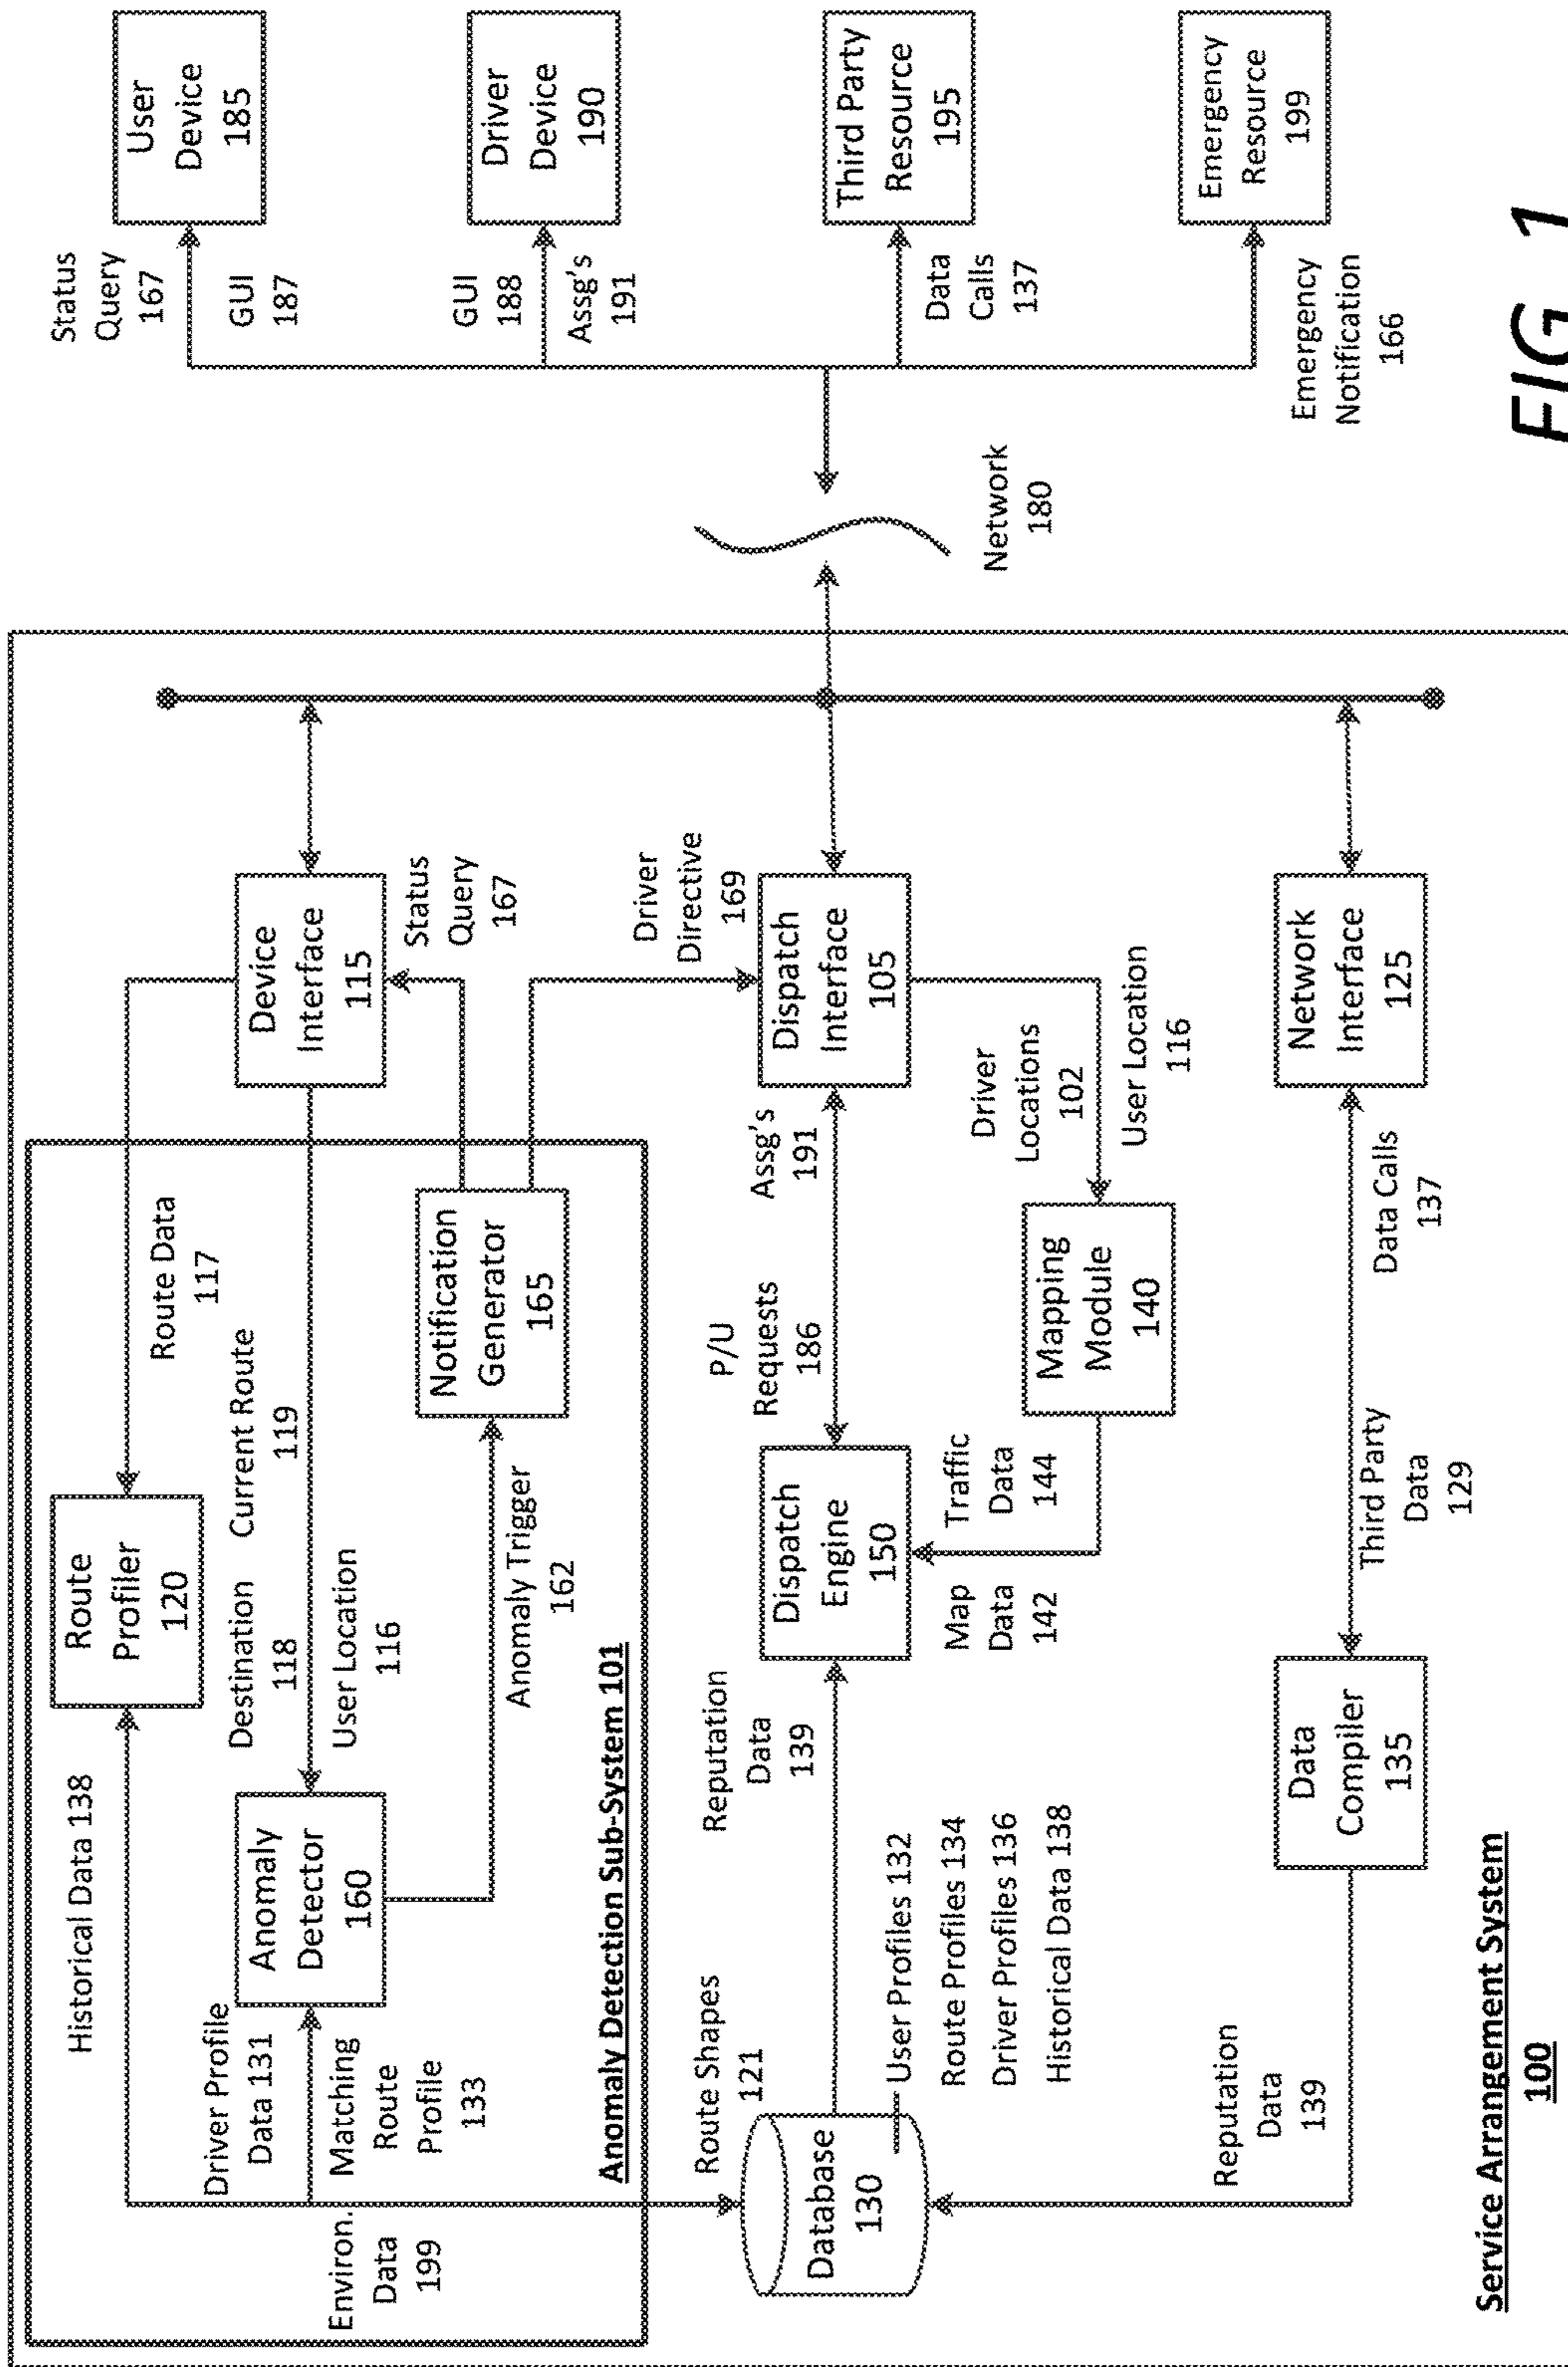 Service Arrangement System
100
Anomaly Detection Sub-System 101
Historical Data 138
Route
Profiler
120
Route Data
117
Driver Profile
Data 131
Matching
Route
Profile
133
Environ.
Data
199
Anomaly
Detector
160
Destination
118
Current Route
119
User Location
116
Anomaly Trigger
162
Notification
Generator
165
Device
Interface
115
Status
Query
167
Driver
Directive
169
Route Shapes
121
Database
130
User Profiles 132
Route Profiles 134
Driver Profiles 136
Historical Data 138
Reputation
Data
139
Dispatch
Engine
150
P/U
Requests
186
Assg's
191
Dispatch
Interface
105
Map
Data
142
Traffic
Data
144
Mapping
Module
140
Driver
Locations
102
User Location
116
Reputation
Data
139
Data
Compiler
135
Third Party
Data
129
Data Calls
137
Network
Interface
125
Network
180
Status
Query
167
GUI
187
User
Device
185
GUI
188
Assg's
191
Driver
Device
190
Data
Calls
137
Third Party
Resource
195
Emergency
Notification
166
Emergency
Resource
199
FIG. 1